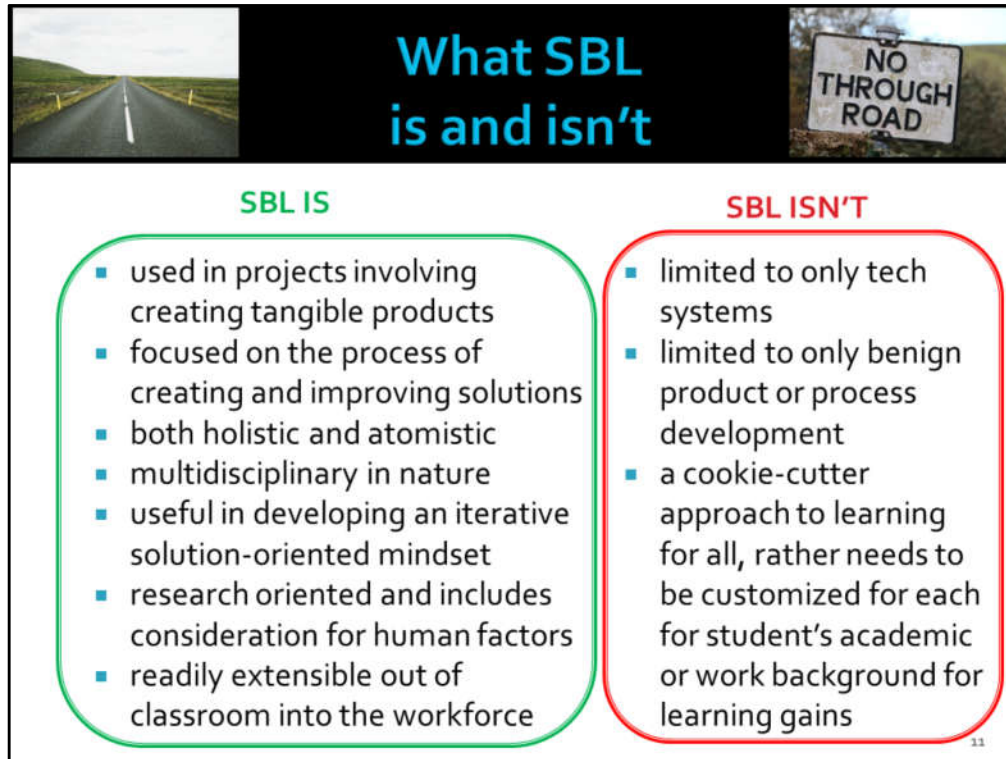 What SBL
is and isn't
NO
THROUGH
ROAD
SBL IS
▪ used in projects involving
creating tangible products
▪ focused on the process of
creating and improving solutions
▪ both holistic and atomistic
▪ multidisciplinary in nature
▪ useful in developing an iterative
solution-oriented mindset
▪ research oriented and includes
consideration for human factors
▪ readily extensible out of
classroom into the workforce
SBL ISN'T
▪ limited to only tech
systems
▪ limited to only benign
product or process
development
▪ a cookie-cutter
approach to learning
for all, rather needs to
be customized for each
for student's academic
or work background for
learning gains
11